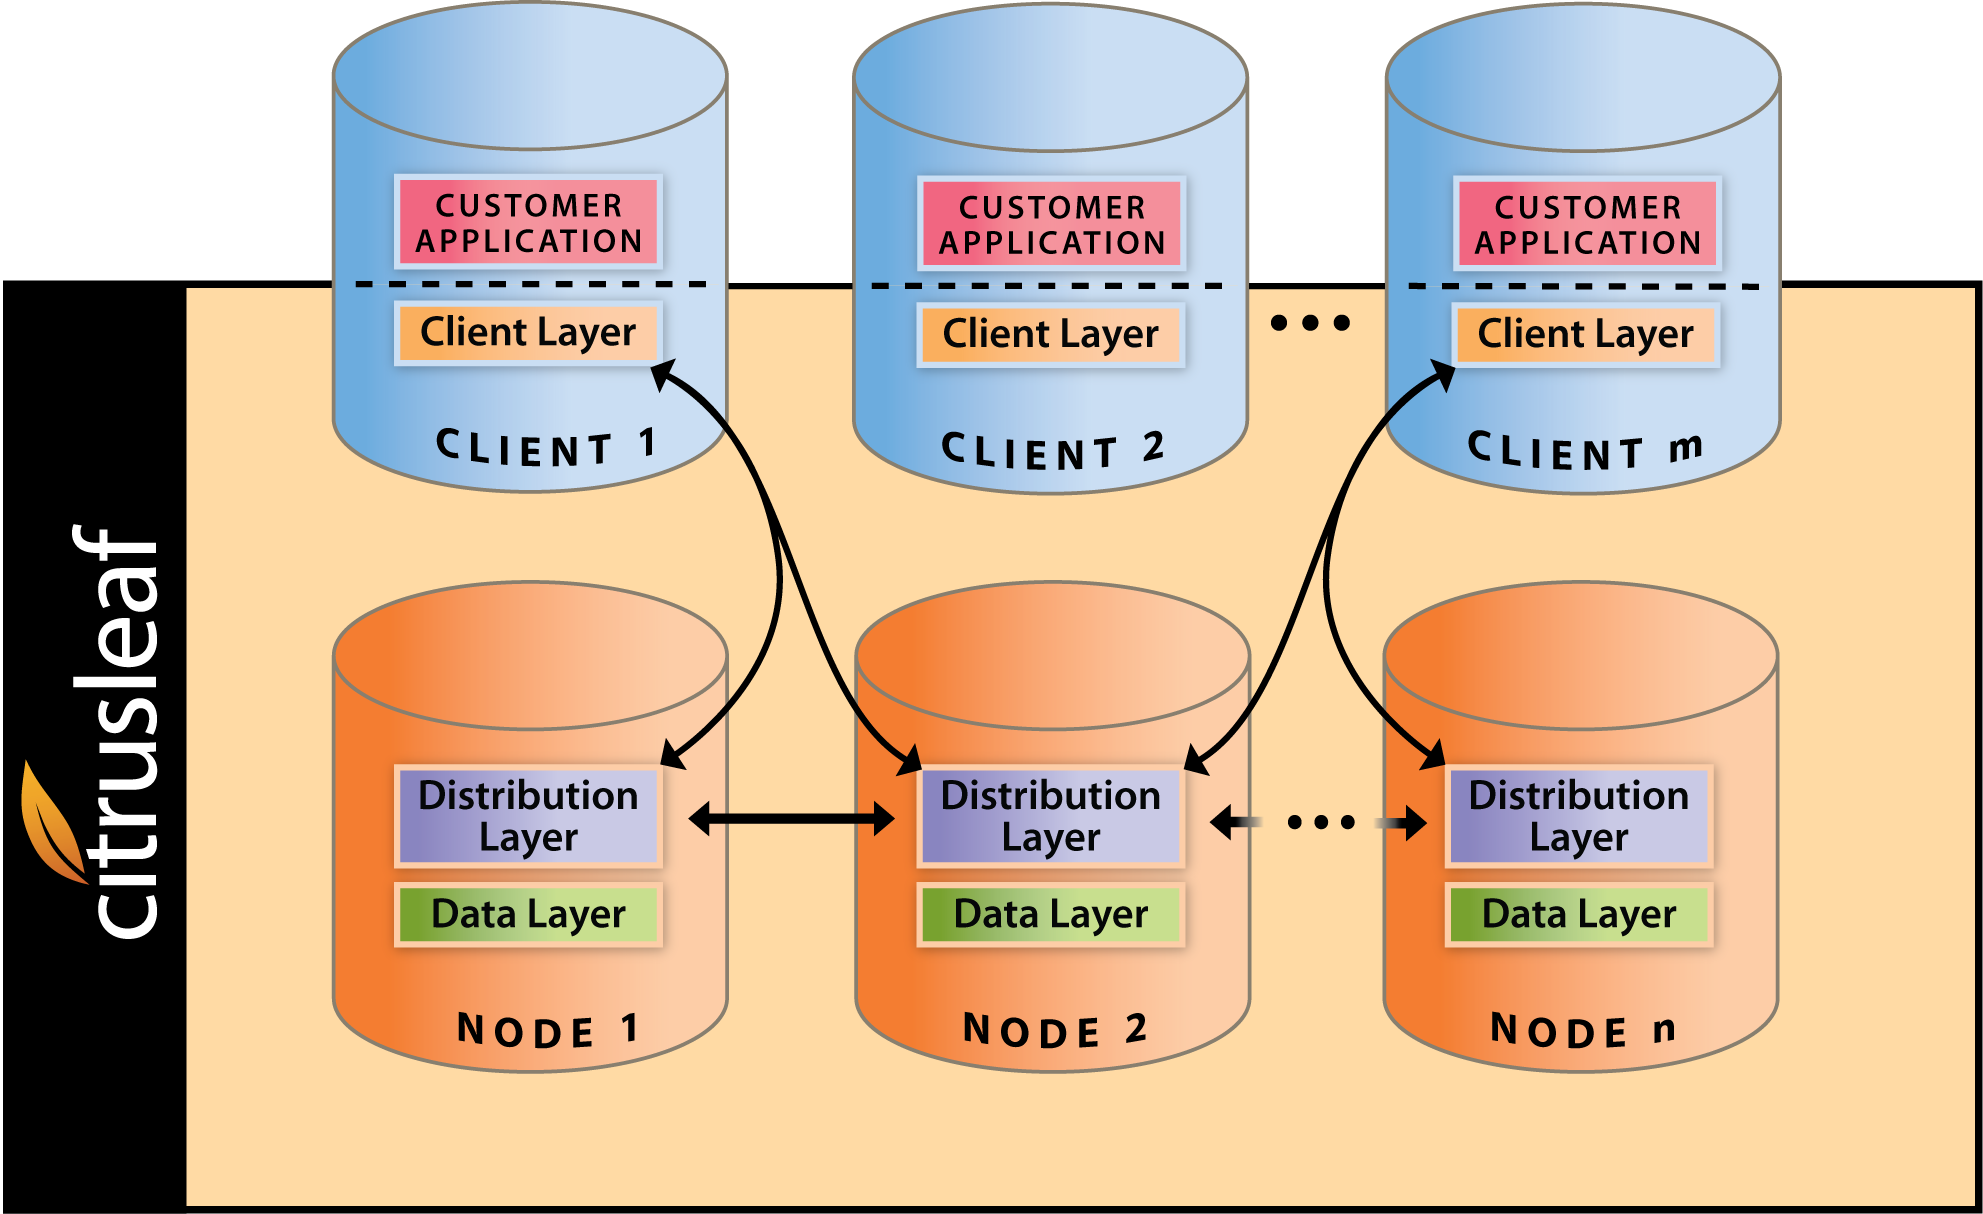 CUSTOMER
APPLICATION
Client Layer
CLIENT 1
CUSTOMER
APPLICATION
Client Layer
CLIENT 2
CUSTOMER
APPLICATION
Client Layer
CLIENT m
citrusleaf
Distribution
Layer
Data Layer
NODE 1
Distribution
Layer
Data Layer
NODE 2
Distribution
Layer
Data Layer
NODE n